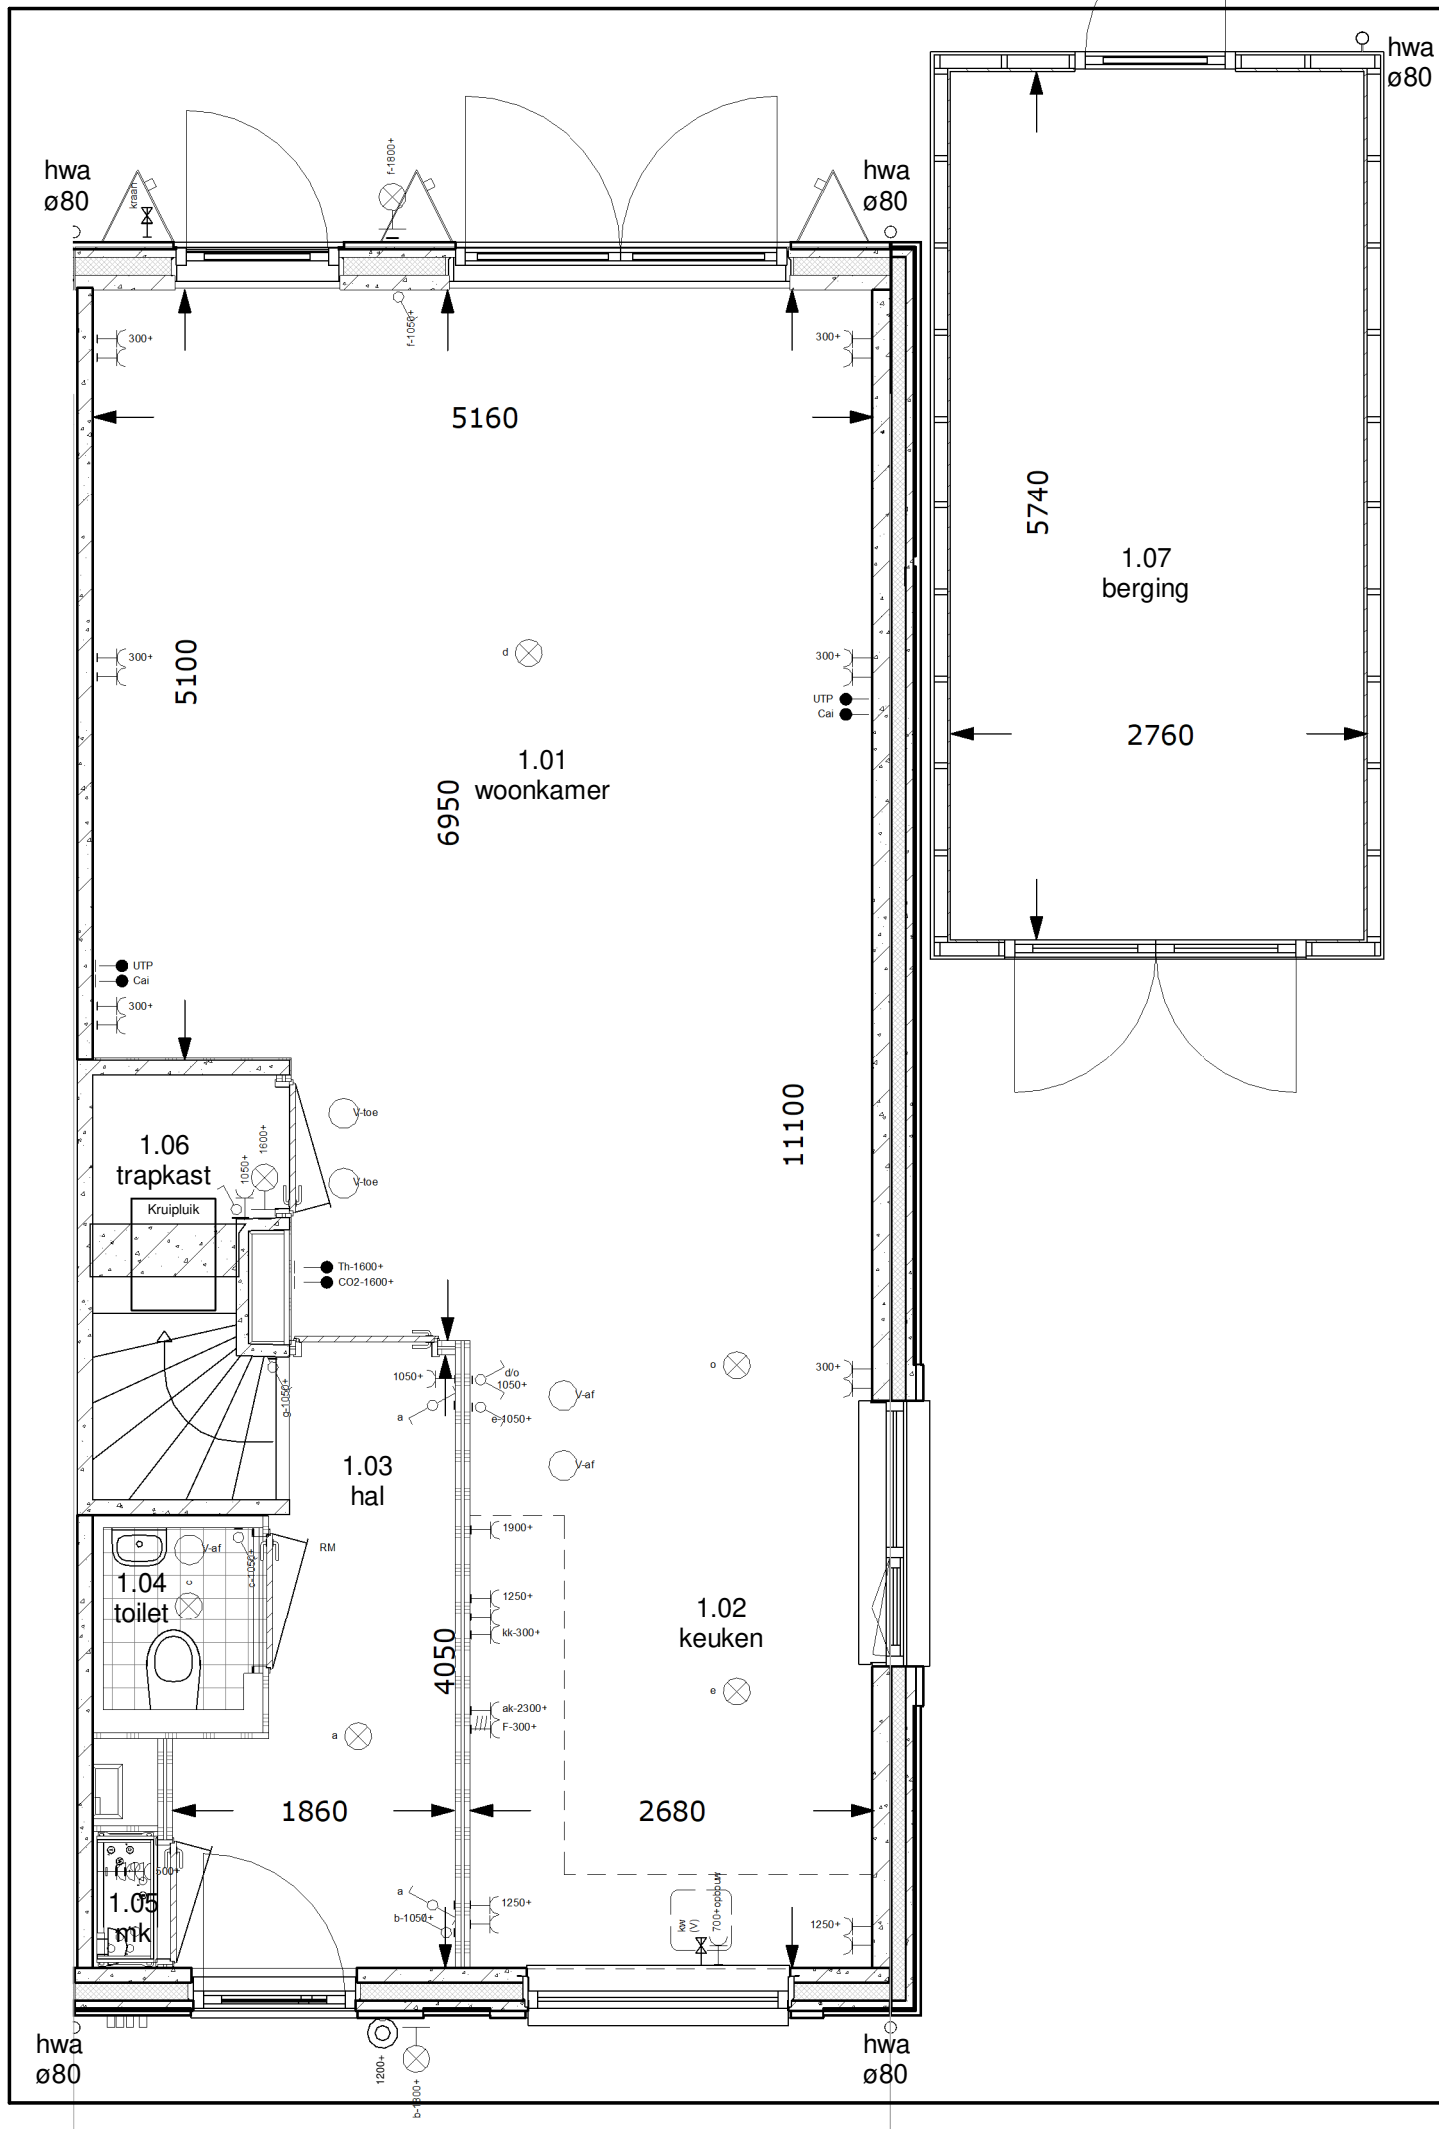 hwa
ø80
hwa
ø80
kraan
f-1800+
hwa
ø80
f-1050+
300+
300+
5160
5740
1.07
berging
300+
5100
d
300+
UTP
Cai
2760
1.01
woonkamer
6950
UTP
Cai
300+
11100
V-toe
1.06
trapkast
1600+
1050+
V-toe
Kruipluik
Th-1600+
CO2-1600+
g-1050+
1050+
d/o
1050+
a
e-1050+
V-af
o
300+
1.03
hal
V-af
1900+
V-af
c-1050+
RM
1.04
toilet
c
1250+
kk-300+
1.02
keuken
4050
e
ak-2300+
F-300+
a
1860
2680
500+
1.05
mk
a
b-1050+
1250+
kw
(V)
700+opbouw
1250+
hwa
ø80
1200+
b-1800+
hwa
ø80